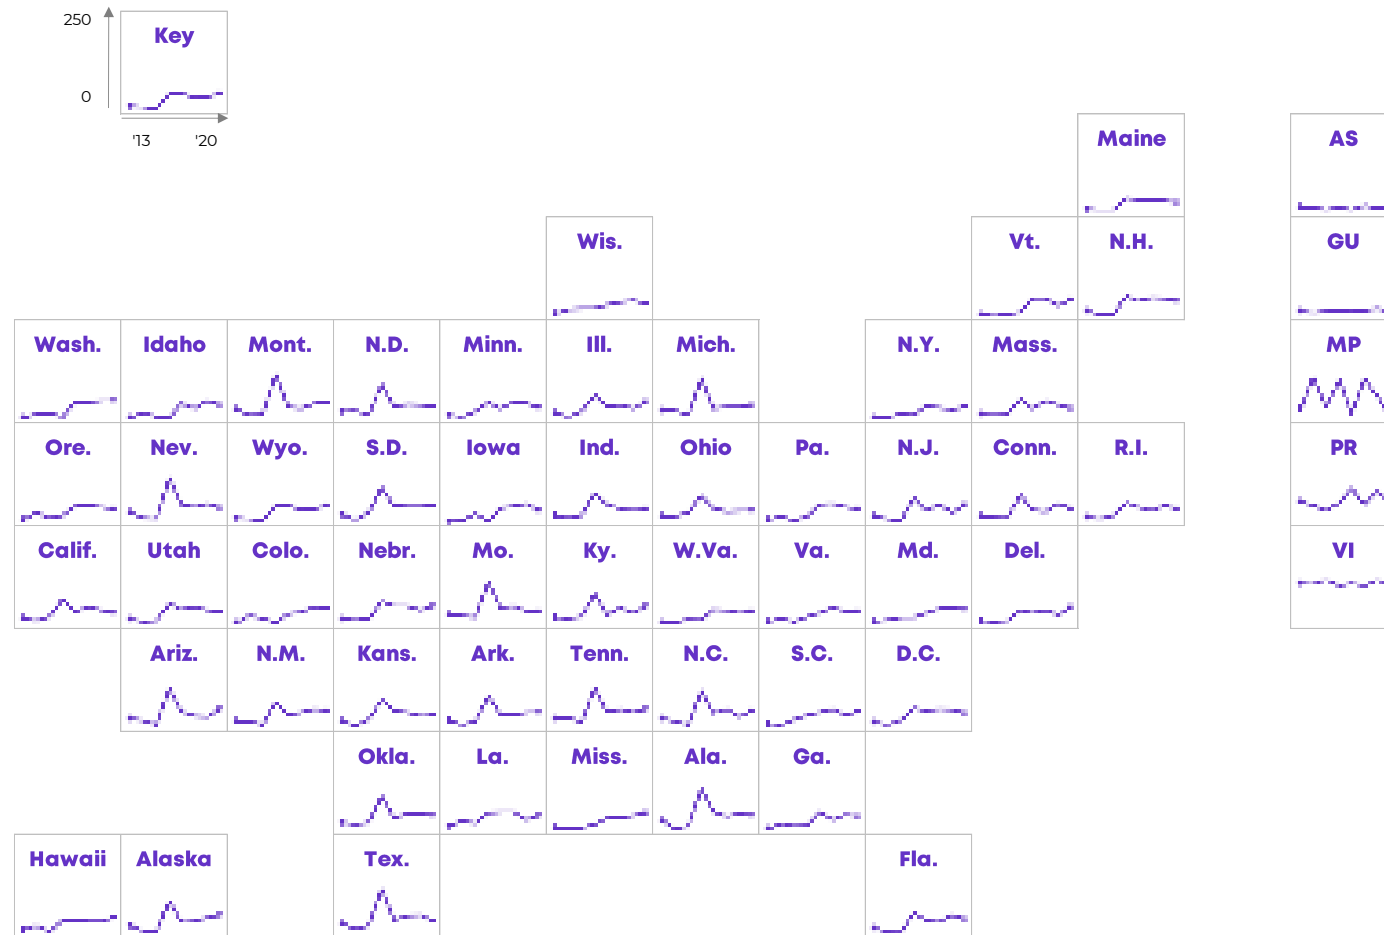 250
Key
0
'13 '20
Maine AS
Wis. Vt. N.H. GU
Wash. Idaho Mont. N.D. Minn. Ill. Mich. N.Y. Mass. MP
Ore. Nev. Wyo. S.D. Iowa Ind. Ohio Pa. N.J. Conn. R.I. PR
Calif. Utah Colo. Nebr. Mo. Ky. W.Va. Va. Md. Del. VI
Ariz. N.M. Kans. Ark. Tenn. N.C. S.C. D.C.
Okla. La. Miss. Ala. Ga.
Hawaii Alaska Tex. Fla.